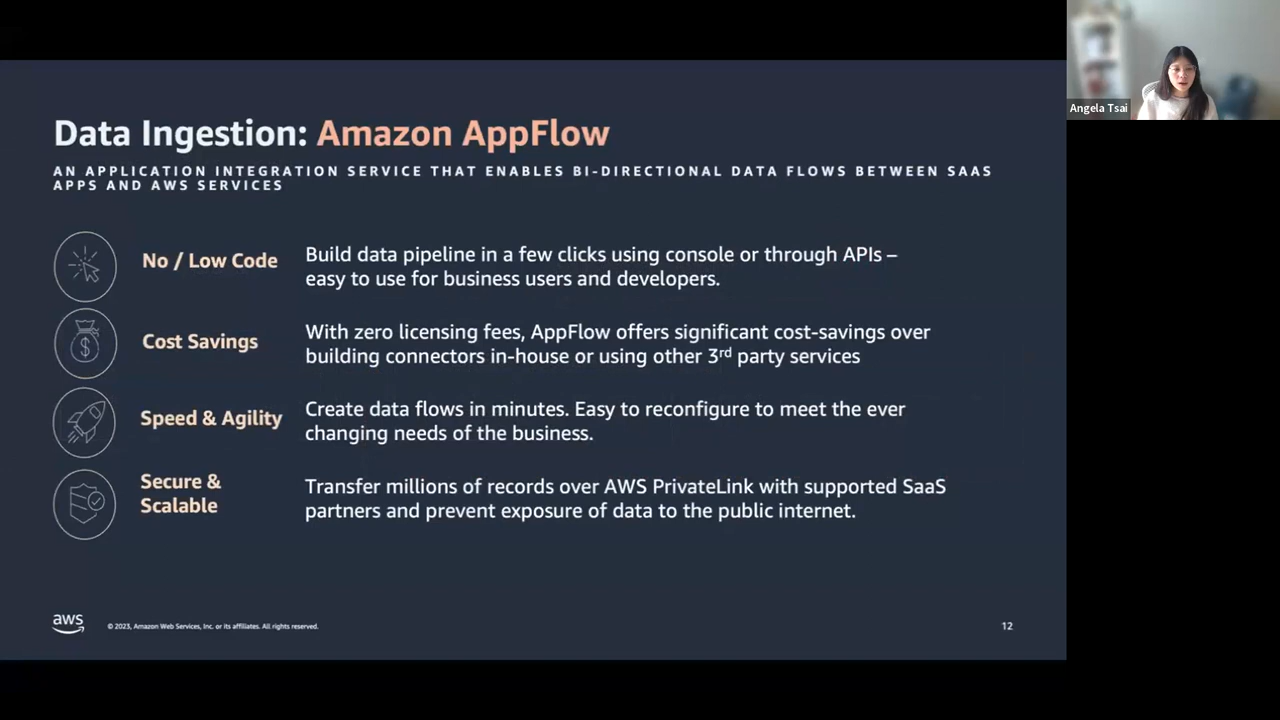 Data Ingestion: Amazon AppFlow
AN APPLICATION INTEGRATION SERVICE THAT ENABLES BI-DIRECTIONAL DATA FLOWS BETWEEN SAAS
APPS AND AWS SERVICES
No / Low Code
Build data pipeline in a few clicks using console or through APIs –
easy to use for business users and developers.
Cost Savings
With zero licensing fees, AppFlow offers significant cost-savings over
building connectors in-house or using other 3rd party services
Speed & Agility
Create data flows in minutes. Easy to reconfigure to meet the ever
changing needs of the business.
Secure &
Scalable
Transfer millions of records over AWS PrivateLink with supported SaaS
partners and prevent exposure of data to the public internet.
aws
© 2023, Amazon Web Services, Inc. or its affiliates. All rights reserved.
12
Angela Tsai